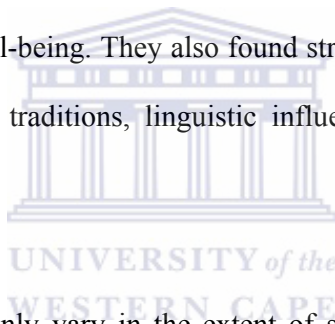 l-being. They also found str
traditions, linguistic influe
UNIVERSITY of the
WESTERN CAPE
nly vary in the extent of s